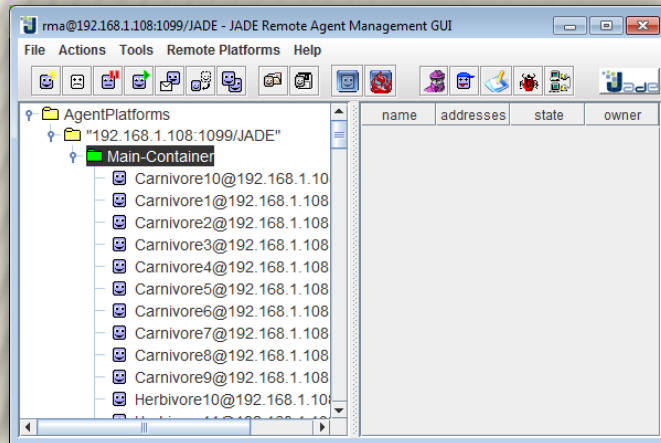 rma@192.168.1.108:1099/JADE - JADE Remote Agent Management GUI
File Actions Tools Remote Platforms Help
Jade
AgentPlatforms
"192.168.1.108:1099/JADE"
Main-Container
Carnivore10@192.168.1.10
Carnivore1@192.168.1.108
Carnivore2@192.168.1.108
Carnivore3@192.168.1.108
Carnivore4@192.168.1.108
Carnivore5@192.168.1.108
Carnivore6@192.168.1.108
Carnivore7@192.168.1.108
Carnivore8@192.168.1.108
Carnivore9@192.168.1.108
Herbivore10@192.168.1.10
name addresses state owner